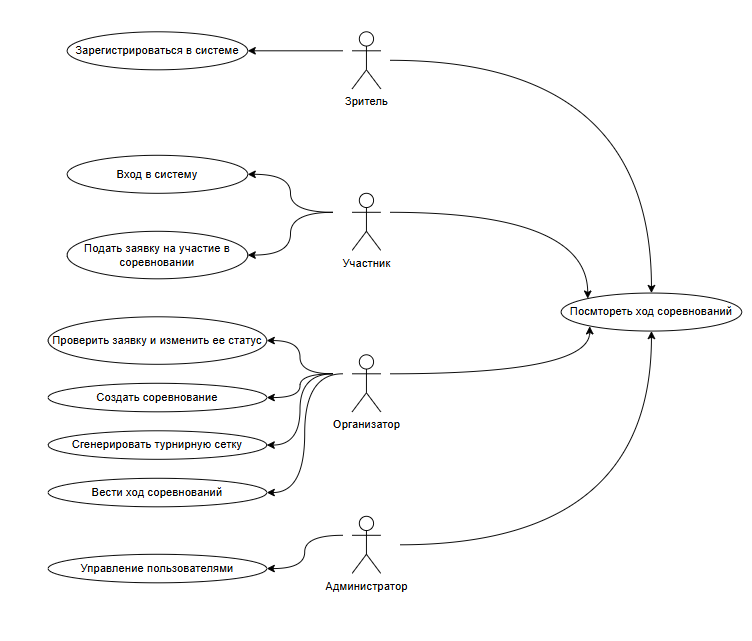 Зарегистрироваться в системе
Зритель
Вход в систему
Подать заявку на участие в
соревновании
Участник
Посмтореть ход соревнований
Проверить заявку и изменить ее статус
Создать соревнование
Организатор
Сгенерировать турнирную сетку
Вести ход соревнований
Управление пользователями
Администратор